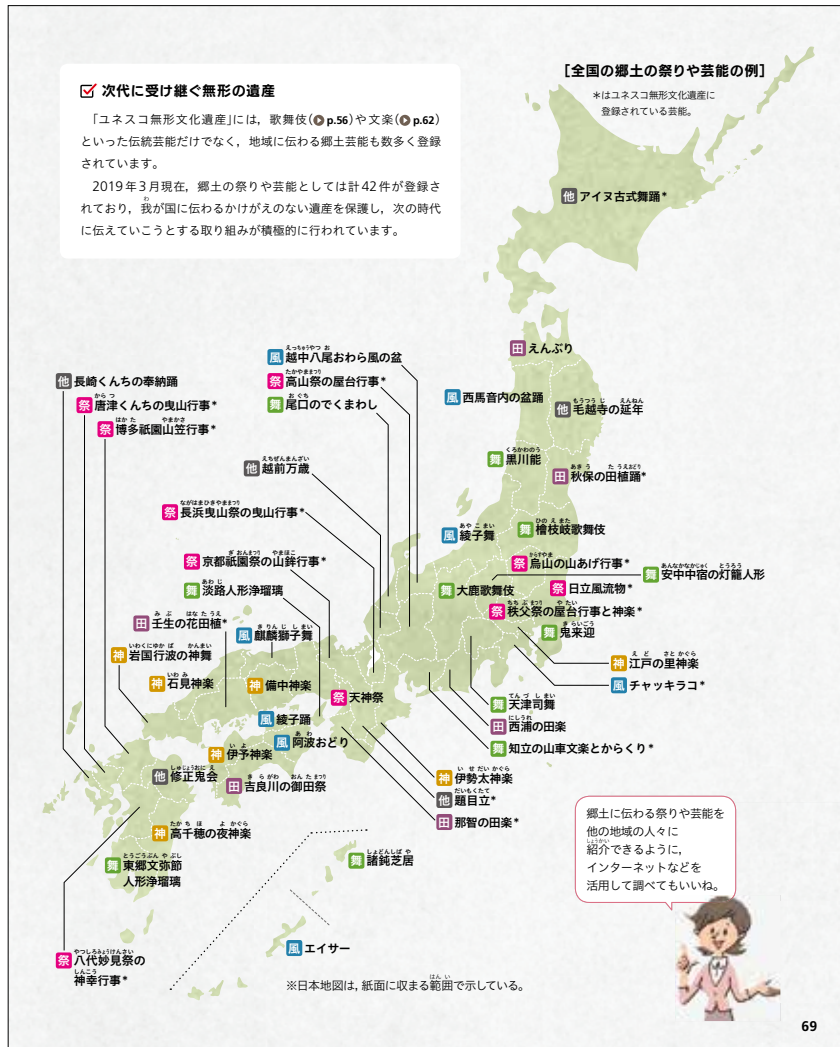 次代に受け継ぐ無形の遺産
「ユネスコ無形文化遺産」には，歌舞伎(p.56)や文楽(p.62)
といった伝統芸能だけでなく，地域に伝わる郷土芸能も数多く登録
されています。
2019年3月現在，郷土の祭りや芸能としては計42件が登録さ
れており，我が国に伝わるかけがえのない遺産を保護し，次の時代
に伝えていこうとする取り組みが積極的に行われています。
［全国の郷土の祭りや芸能の例］
＊はユネスコ無形文化遺産に
登録されている芸能。
他 アイヌ古式舞踊＊
田 えんぶり
風 西馬音内の盆踊
他 毛越寺の延年
舞 黒川能
田 秋保の田植踊＊
風 綾子舞
舞 檜枝岐歌舞伎
祭 烏山の山あげ行事＊
舞 大鹿歌舞伎
舞 安中中宿の灯籠人形
祭 日立風流物＊
祭 秩父祭の屋台行事と神楽＊
舞 鬼来迎
神 江戸の里神楽
風 チャッキラコ＊
舞 天津司舞
田 西浦の田楽
舞 知立の山車文楽とからくり＊
風 越中八尾おわら風の盆
祭 高山祭の屋台行事＊
舞 尾口のでくまわし
他 越前万歳
祭 長浜曳山祭の曳山行事＊
祭 京都祇園祭の山鉾行事＊
舞 淡路人形浄瑠璃
田 壬生の花田植＊
風 麒麟獅子舞
神 岩国行波の神舞
神 石見神楽
神 備中神楽
祭 天神祭
風 綾子踊
風 阿波おどり
神 伊予神楽
田 吉良川の御田祭
神 伊勢太神楽
他 題目立＊
田 那智の田楽＊
他 長崎くんちの奉納踊
祭 唐津くんちの曳山行事＊
祭 博多祇園山笠行事＊
他 修正鬼会
神 高千穂の夜神楽
舞 東郷文弥節
人形浄瑠璃
祭 八代妙見祭の
神幸行事＊
舞 諸鈍芝居
風 エイサー
※日本地図は，紙面に収まる範囲で示している。
郷土に伝わる祭りや芸能を
他の地域の人々に
紹介できるように，
インターネットなどを
活用して調べてもいいね。
69